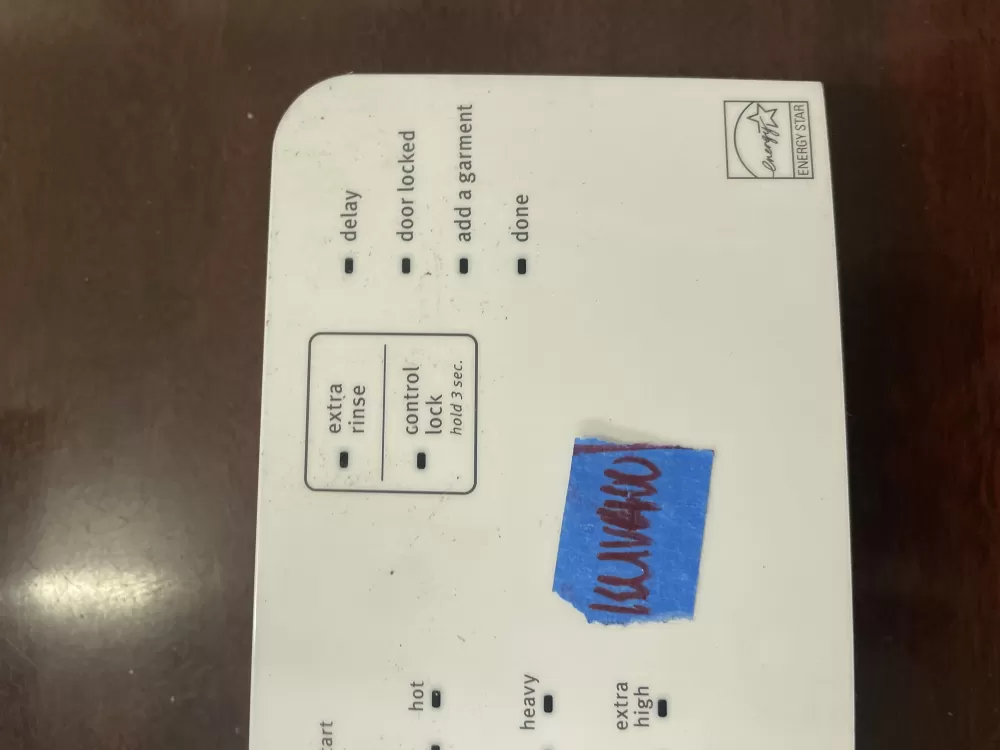 delay
door locked
add a garment
done
extra
rinse
control
lock
hold 3 sec.
hot
heavy
extra
high
energy
ENERGY STAR